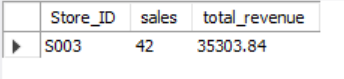 Store_ID sales total_revenue
S003 42 35303.84